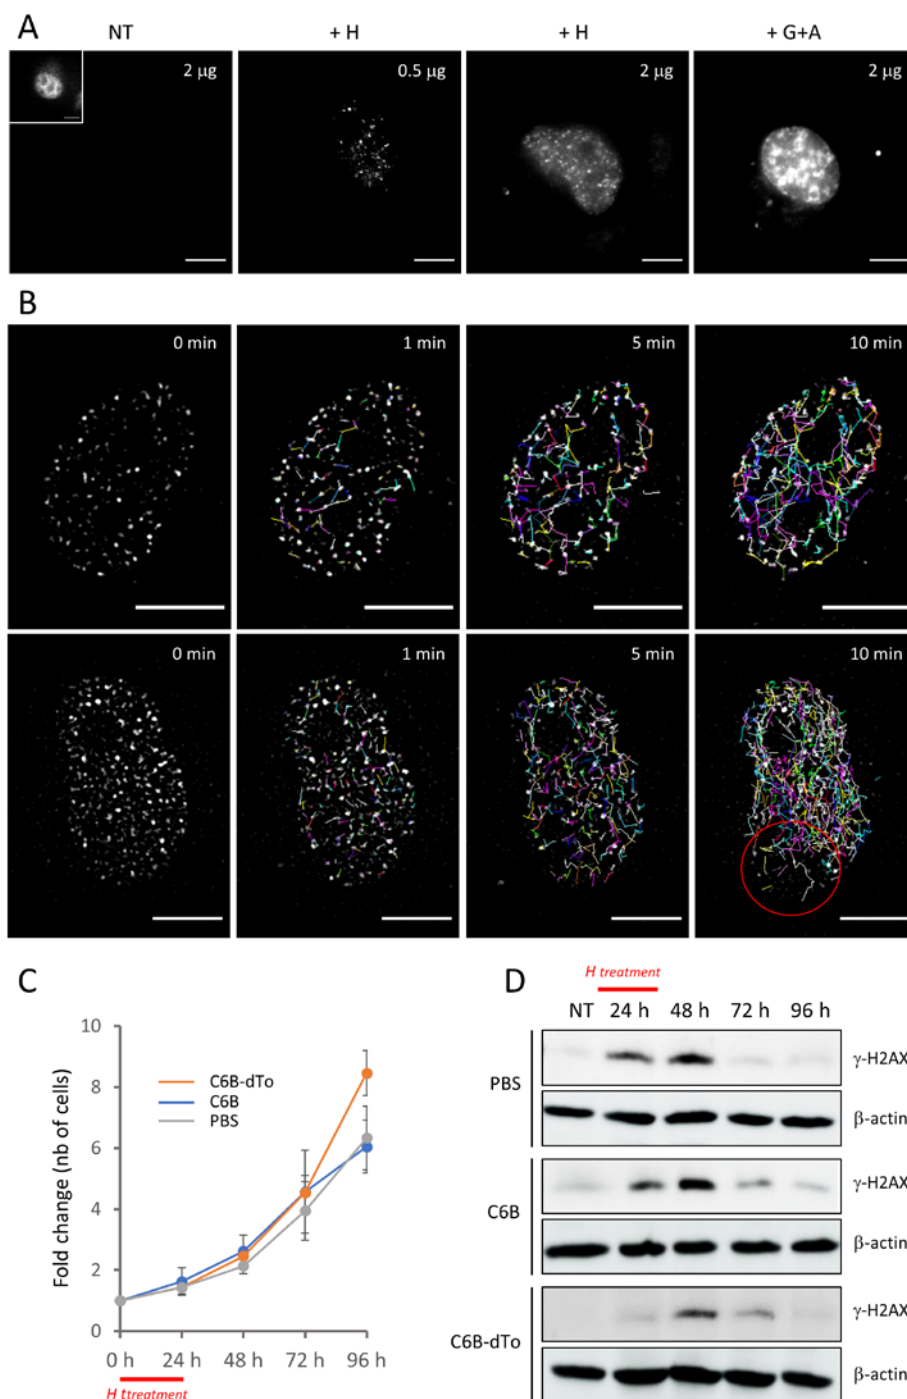 A
NT
+ H
+ H
+ G+A
2 µg
0.5 µg
2 µg
2 µg
B
0 min
1 min
5 min
10 min
0 min
1 min
5 min
10 min
C
Fold change (nb of cells)
10
8
6
4
2
0
C6B-dTo
C6B
PBS
0 h
24 h
48 h
72 h
96 h
H ttreatment
D
H treatment
NT
24 h
48 h
72 h
96 h
PBS
γ-H2AX
β-actin
C6B
γ-H2AX
β-actin
C6B-dTo
γ-H2AX
β-actin